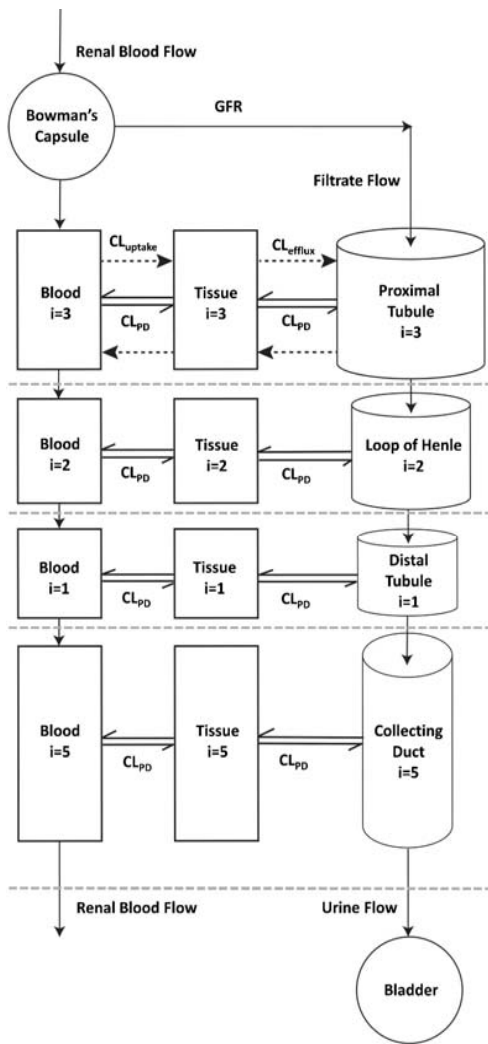 Renal Blood Flow
Bowman's
Capsule
GFR
Filtrate Flow
CLuptake
CLefflux
Blood
i=3
Tissue
i=3
Proximal
Tubule
i=3
CLPD
CLPD
Blood
i=2
Tissue
i=2
Loop of Henle
i=2
CLPD
CLPD
Blood
i=1
Tissue
i=1
Distal
Tubule
i=1
CLPD
CLPD
Blood
i=5
Tissue
i=5
Collecting
Duct
i=5
CLPD
CLPD
Renal Blood Flow
Urine Flow
Bladder